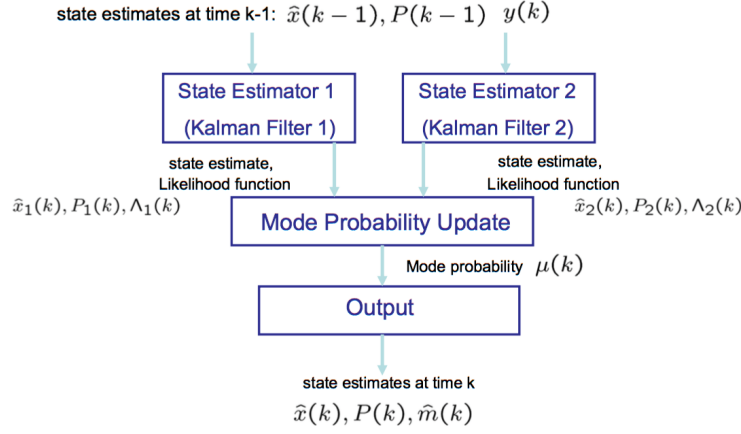 state estimates at time k-1: x̂(k − 1), P(k − 1) y(k)
State Estimator 1
(Kalman Filter 1)
State Estimator 2
(Kalman Filter 2)
state estimate,
Likelihood function
state estimate,
Likelihood function
x̂₁(k), P₁(k), Λ₁(k)
x̂₂(k), P₂(k), Λ₂(k)
Mode Probability Update
Mode probability μ(k)
Output
state estimates at time k
x̂(k), P(k), m̂(k)